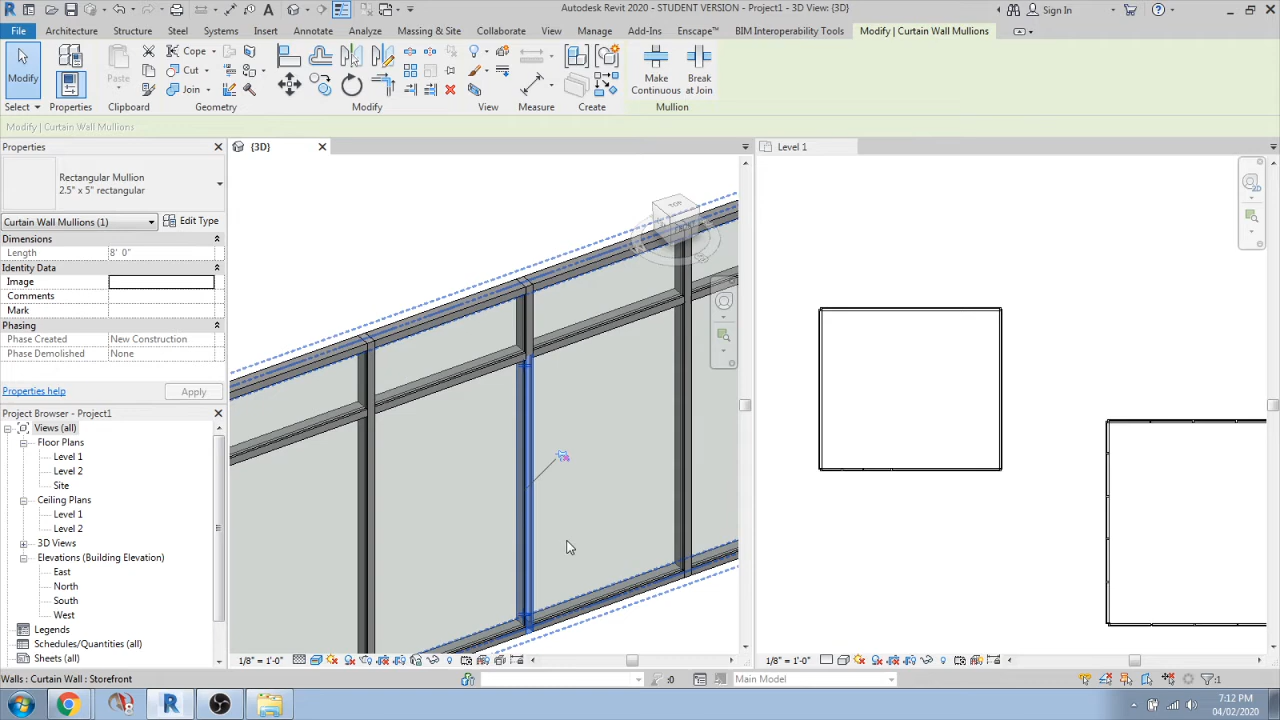 Autodesk Revit 2020 - STUDENT VERSION - Project1 - 3D View: {3D}
Sign In
File
Architecture
Structure
Steel
Systems
Insert
Annotate
Analyze
Massing & Site
Collaborate
View
Manage
Add-Ins
Enscape™
BIM Interoperability Tools
Modify | Curtain Wall Mullions
Modify
Properties
Paste
Cope
Cut
Join
Make Continuous
Break at Join
Select
Properties
Clipboard
Geometry
Modify
View
Measure
Create
Mullion
Modify | Curtain Wall Mullions
Properties
{3D}
Level 1
Rectangular Mullion
2.5" x 5" rectangular
Curtain Wall Mullions (1)
Edit Type
Dimensions
Length
8' 0"
Identity Data
Image
Comments
Mark
Phasing
Phase Created
New Construction
Phase Demolished
None
Properties help
Apply
TOP
Project Browser - Project1
Views (all)
Floor Plans
Level 1
Level 2
Site
Ceiling Plans
Level 1
Level 2
3D Views
Elevations (Building Elevation)
East
North
South
West
Legends
Schedules/Quantities (all)
Sheets (all)
1/8" = 1'-0"
1/8" = 1'-0"
Walls : Curtain Wall : Storefront
:0
Main Model
:1
7:12 PM
04/02/2020